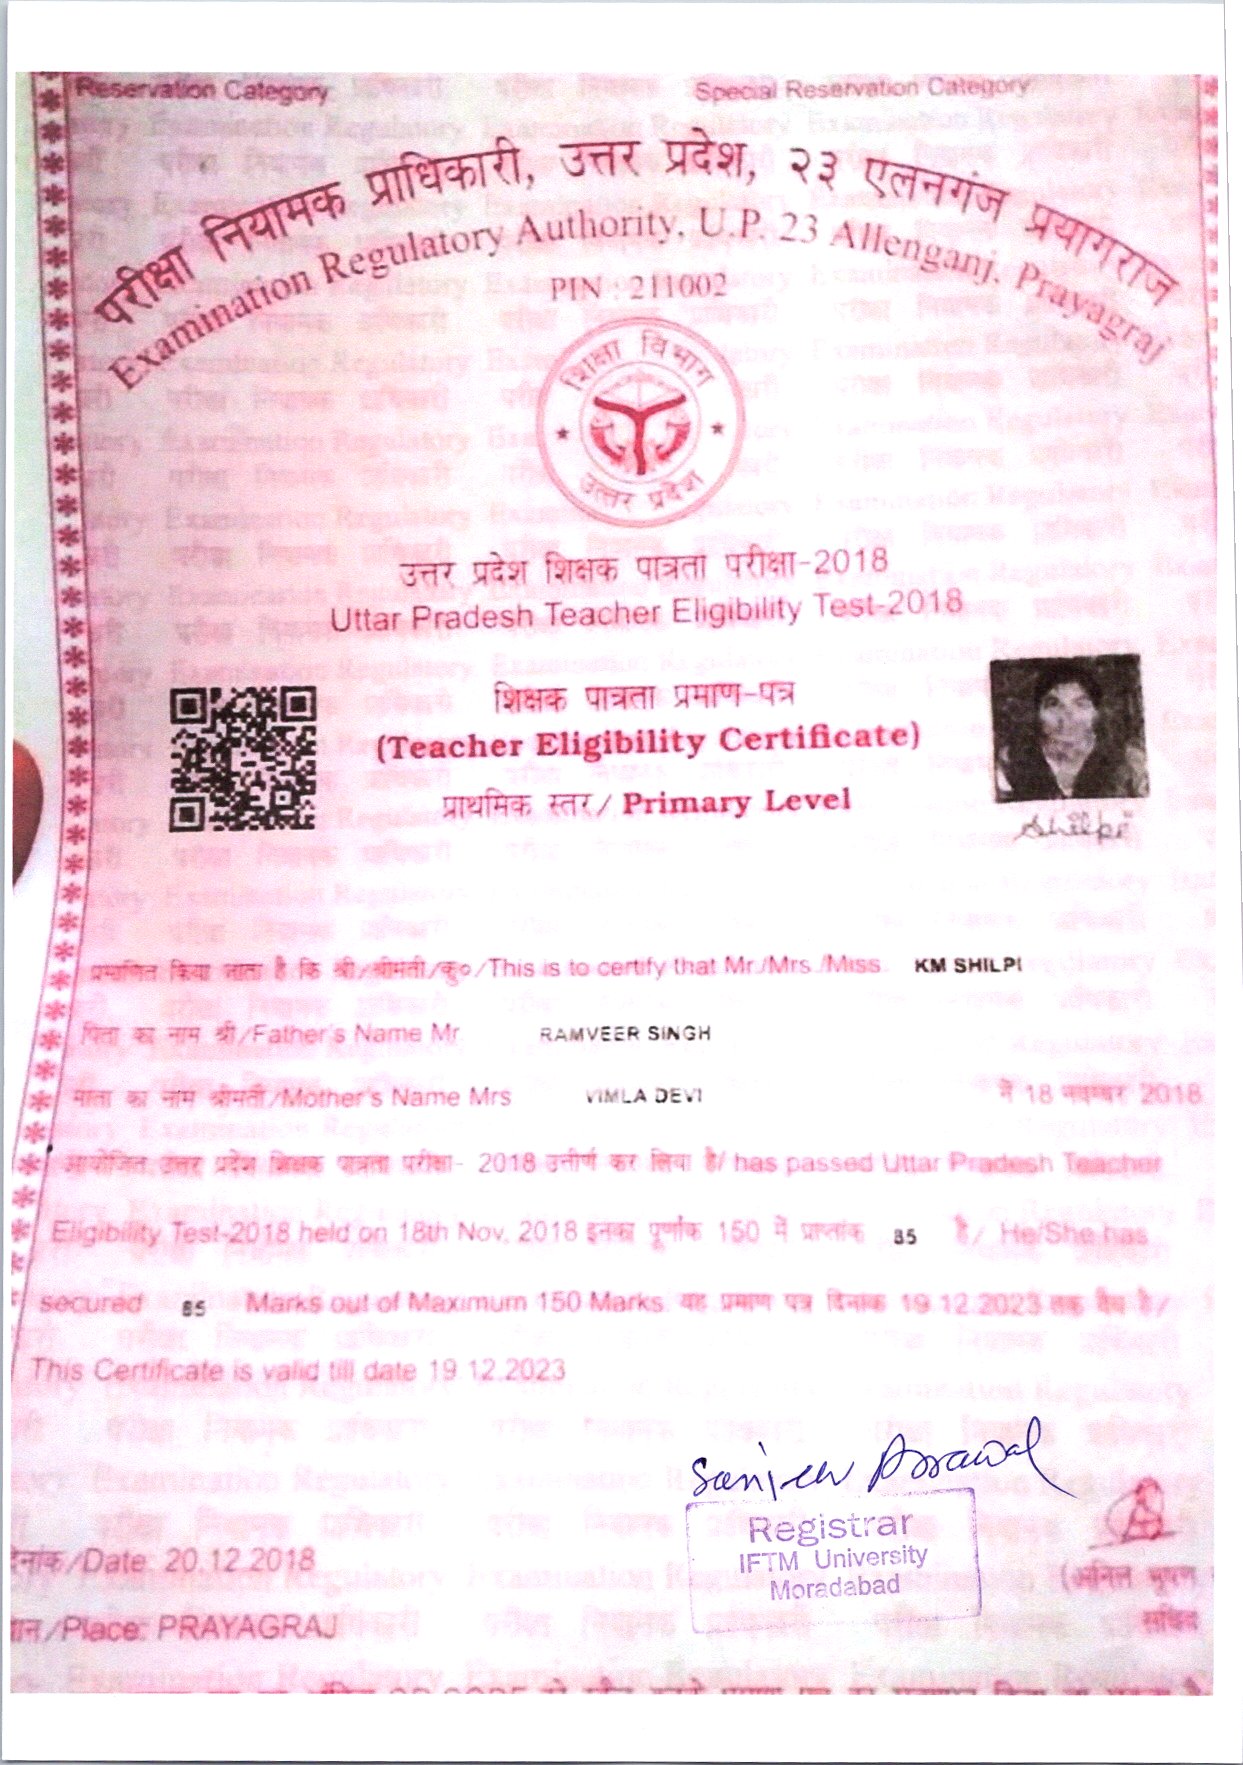 Reservation Category Special Reservation Category
परीक्षा नियामक प्राधिकारी, उत्तर प्रदेश, २३ एलनगंज प्रयागराज
Examination Regulatory Authority, U.P. 23 Allenganj, Prayagraj
PIN : 211002
शिक्षा विभाग
उत्तर प्रदेश
उत्तर प्रदेश शिक्षक पात्रता परीक्षा-2018
Uttar Pradesh Teacher Eligibility Test-2018
शिक्षक पात्रता प्रमाण-पत्र
(Teacher Eligibility Certificate)
प्राथमिक स्तर/ Primary Level
Shilpi
प्रमाणित किया जाता है कि श्री/श्रीमती/कु०/This is to certify that Mr./Mrs./Miss KM SHILPI
पिता का नाम श्री/Father's Name Mr RAMVEER SINGH
माता का नाम श्रीमती/Mother's Name Mrs VIMLA DEVI ने 18 नवम्बर 2018
आयोजित उत्तर प्रदेश शिक्षक पात्रता परीक्षा- 2018 उत्तीर्ण कर लिया है/ has passed Uttar Pradesh Teacher
Eligibility Test-2018 held on 18th Nov, 2018 इनका पूर्णांक 150 में प्राप्तांक 85 है/ He/She has
secured 85 Marks out of Maximum 150 Marks. यह प्रमाण पत्र दिनांक 19.12.2023 तक वैध है/
This Certificate is valid till date 19.12.2023
Registrar
IFTM University
Moradabad
दिनांक/Date: 20.12.2018
(अनिल भूषण
/Place: PRAYAGRAJ
सचिव